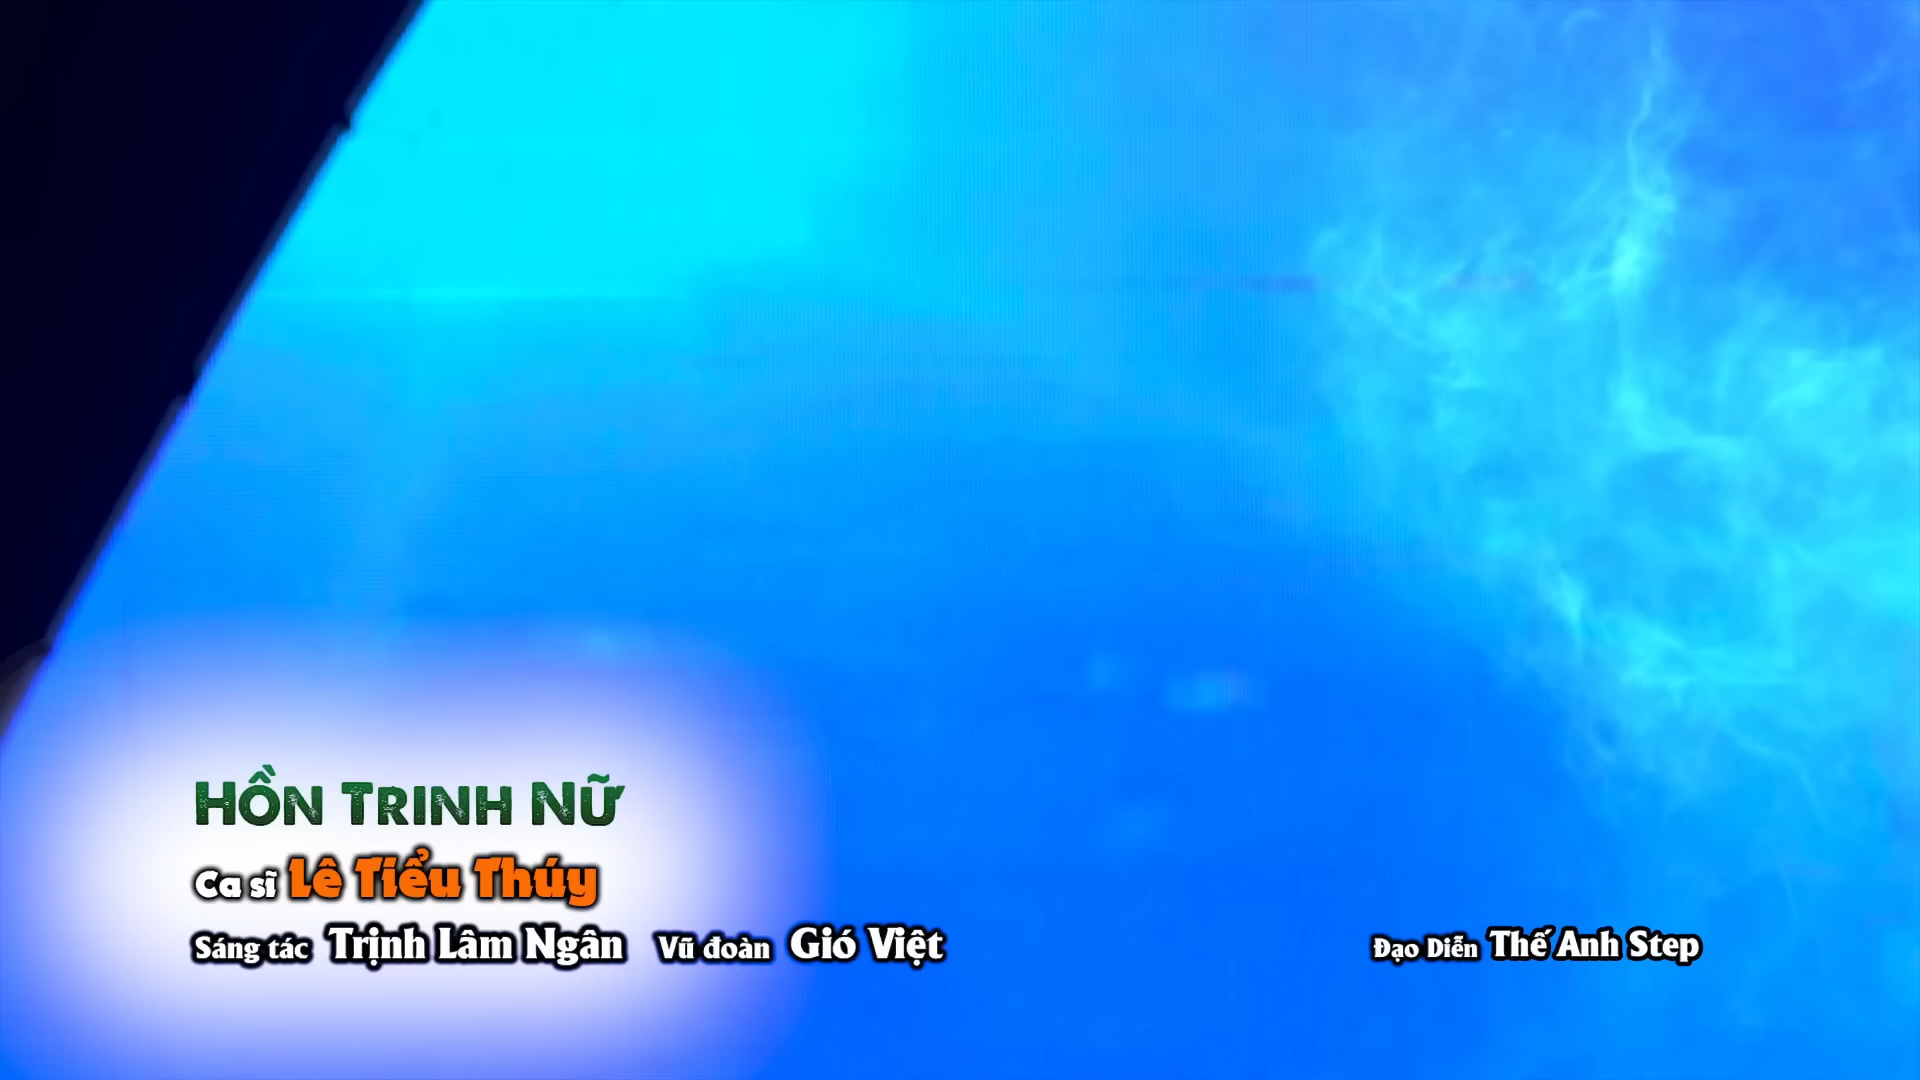 Hồn Trinh Nữ
Ca sĩ Lê Tiểu Thúy
Sáng tác Trịnh Lâm Ngân Vũ đoàn Gió Việt
Đạo Diễn Thế Anh Step